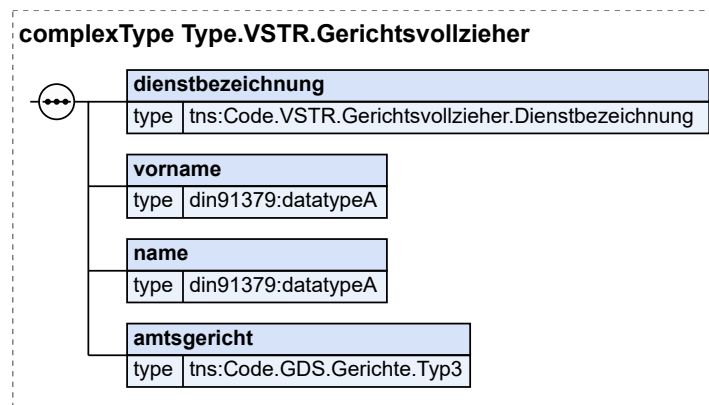 complexType Type.VSTR.Gerichtsvollzieher
dienstbezeichnung
type tns:Code.VSTR.Gerichtsvollzieher.Dienstbezeichnung
vorname
type din91379:datatypeA
name
type din91379:datatypeA
amtsgericht
type tns:Code.GDS.Gerichte.Typ3